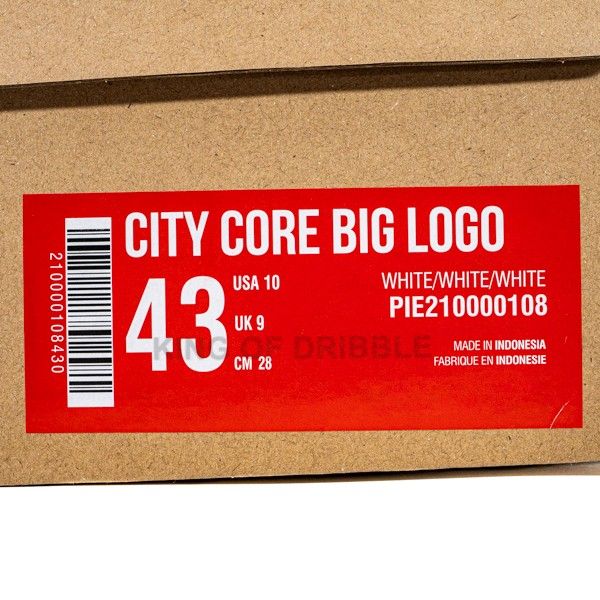 CITY CORE BIG LOGO
2100000108430
43
USA 10
UK 9
CM 28
WHITE/WHITE/WHITE
PIE210000108
MADE IN INDONESIA
FABRIQUE EN INDONESIE
KING OF DRIBBLE